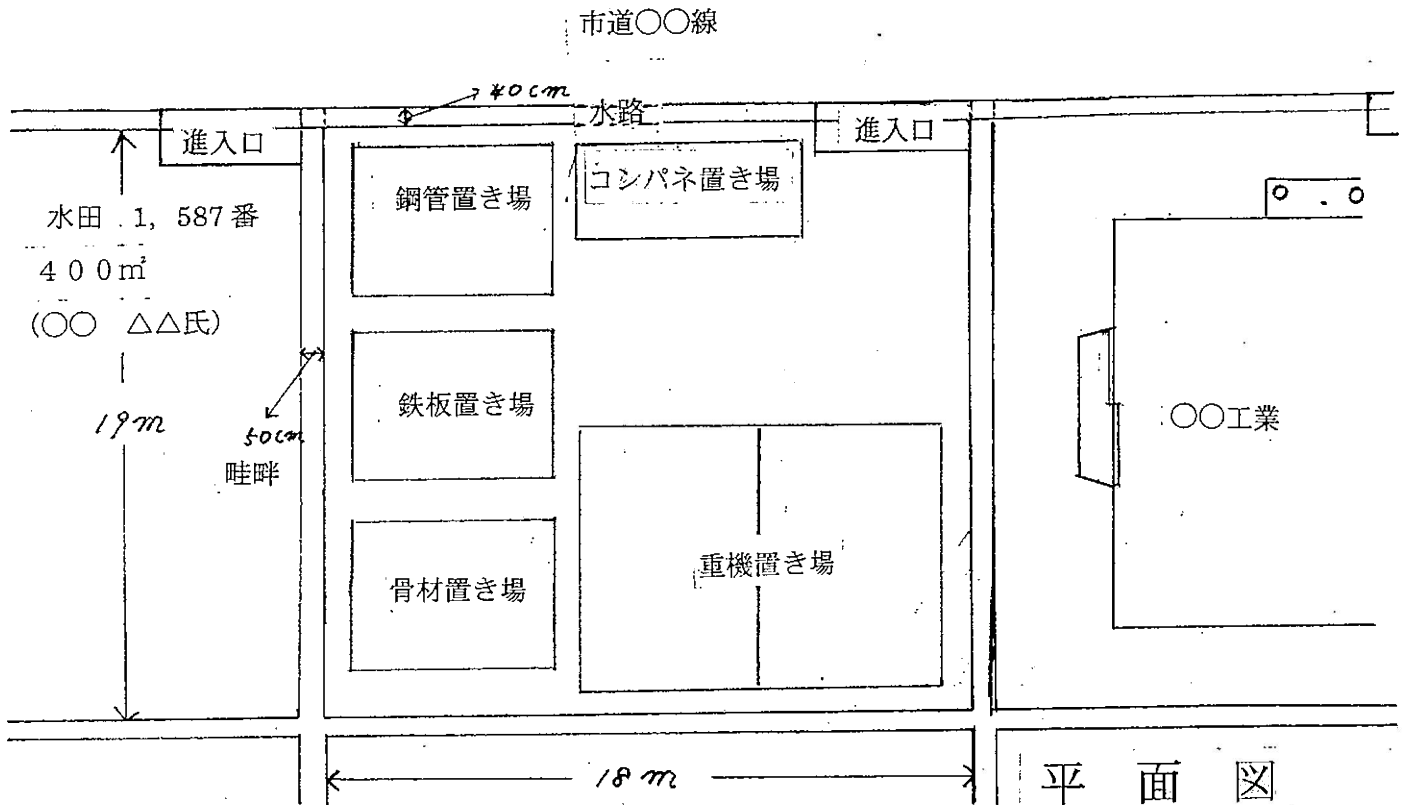 市道○○線
40cm
水路
進入口
進入口
鋼管置き場
コンパネ置き場
水田 1,587番
400㎡
(○○ △△氏)
鉄板置き場
19m
50cm
畦畔
○○工業
骨材置き場
重機置き場
18m
平面図